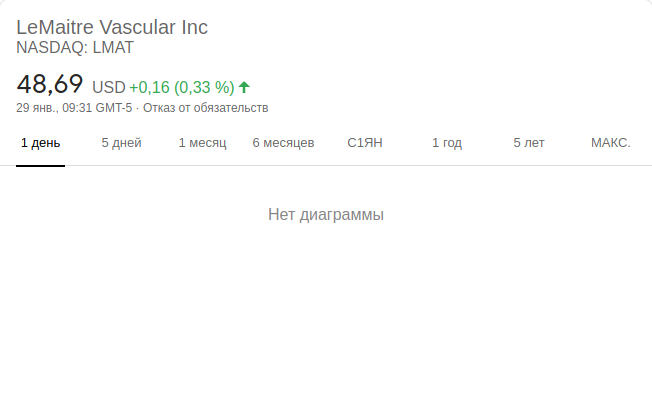 LeMaitre Vascular Inc
NASDAQ: LMAT
48,69 USD +0,16 (0,33 %)
29 янв., 09:31 GMT-5 · Отказ от обязательств
1 день 5 дней 1 месяц 6 месяцев С1ЯН 1 год 5 лет МАКС.
Нет диаграммы